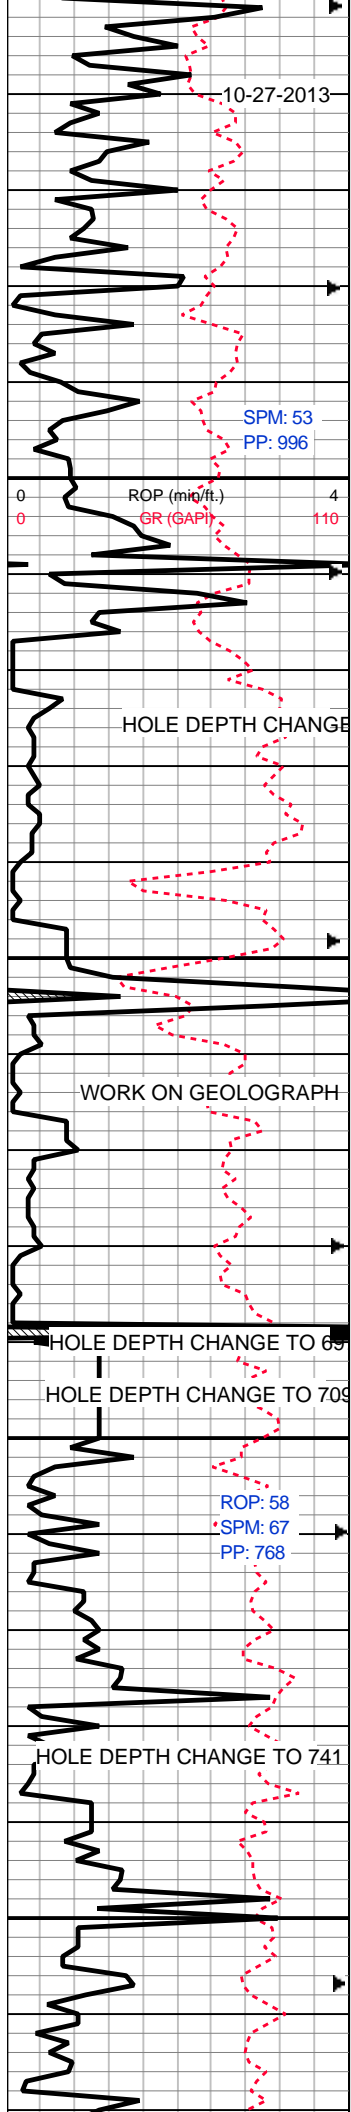 10-27-2013
SPM: 53
PP: 996
0 ROP (min/ft.) 4
0 GR (GAPI) 110
HOLE DEPTH CHANGE
WORK ON GEOLOGRAPH
HOLE DEPTH CHANGE TO 69
HOLE DEPTH CHANGE TO 709
ROP: 58
SPM: 67
PP: 768
HOLE DEPTH CHANGE TO 741